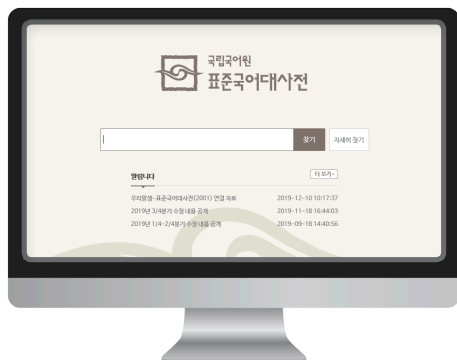 국립국어원
표준국어대사전
찾기 자세히 찾기
알립니다 더 보기+
우리말샘-표준국어대사전(2001) 연결 자료 2019-12-10 10:17:37
2019년 3/4분기 수정 내용 공개 2019-11-18 16:44:03
2019년 1/4~2/4분기 수정 내용 공개 2019-09-18 14:40:56